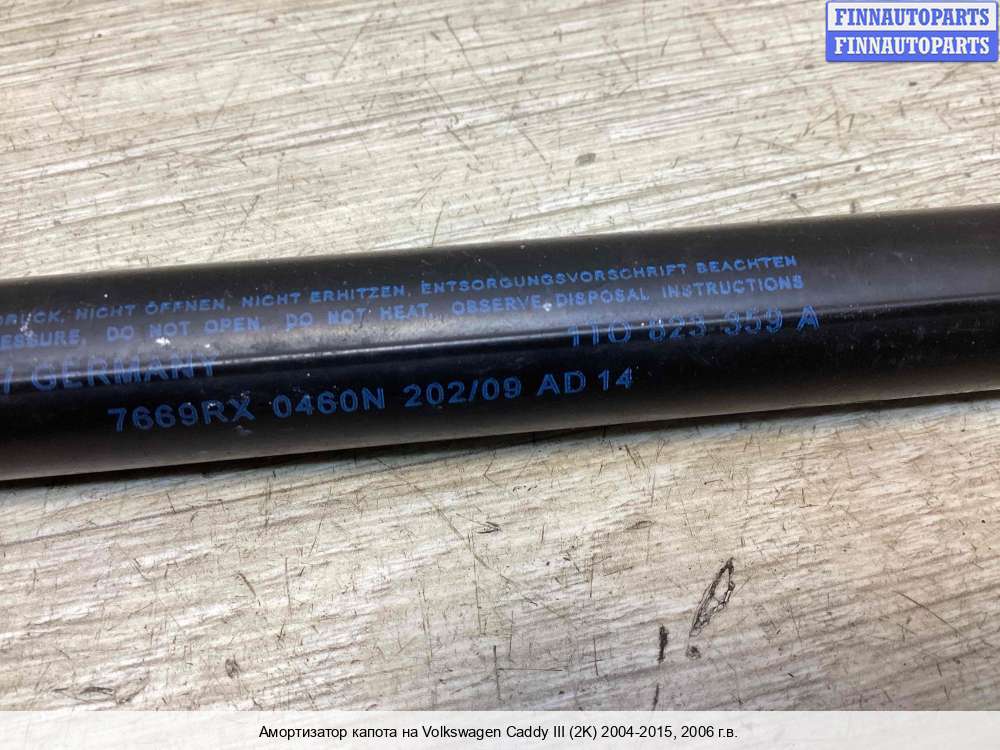 FINNAUTOPARTS
FINNAUTOPARTS
DRUCK, NICHT ÖFFNEN, NICHT ERHITZEN, ENTSORGUNGSVORSCHRIFT BEACHTEN
ESSURE, DO NOT OPEN, DO NOT HEAT, OBSERVE DISPOSAL INSTRUCTIONS
GERMANY 1T0 823 359 A
7669RX 0460N 202/09 AD 14
Амортизатор капота на Volkswagen Caddy III (2K) 2004-2015, 2006 г.в.